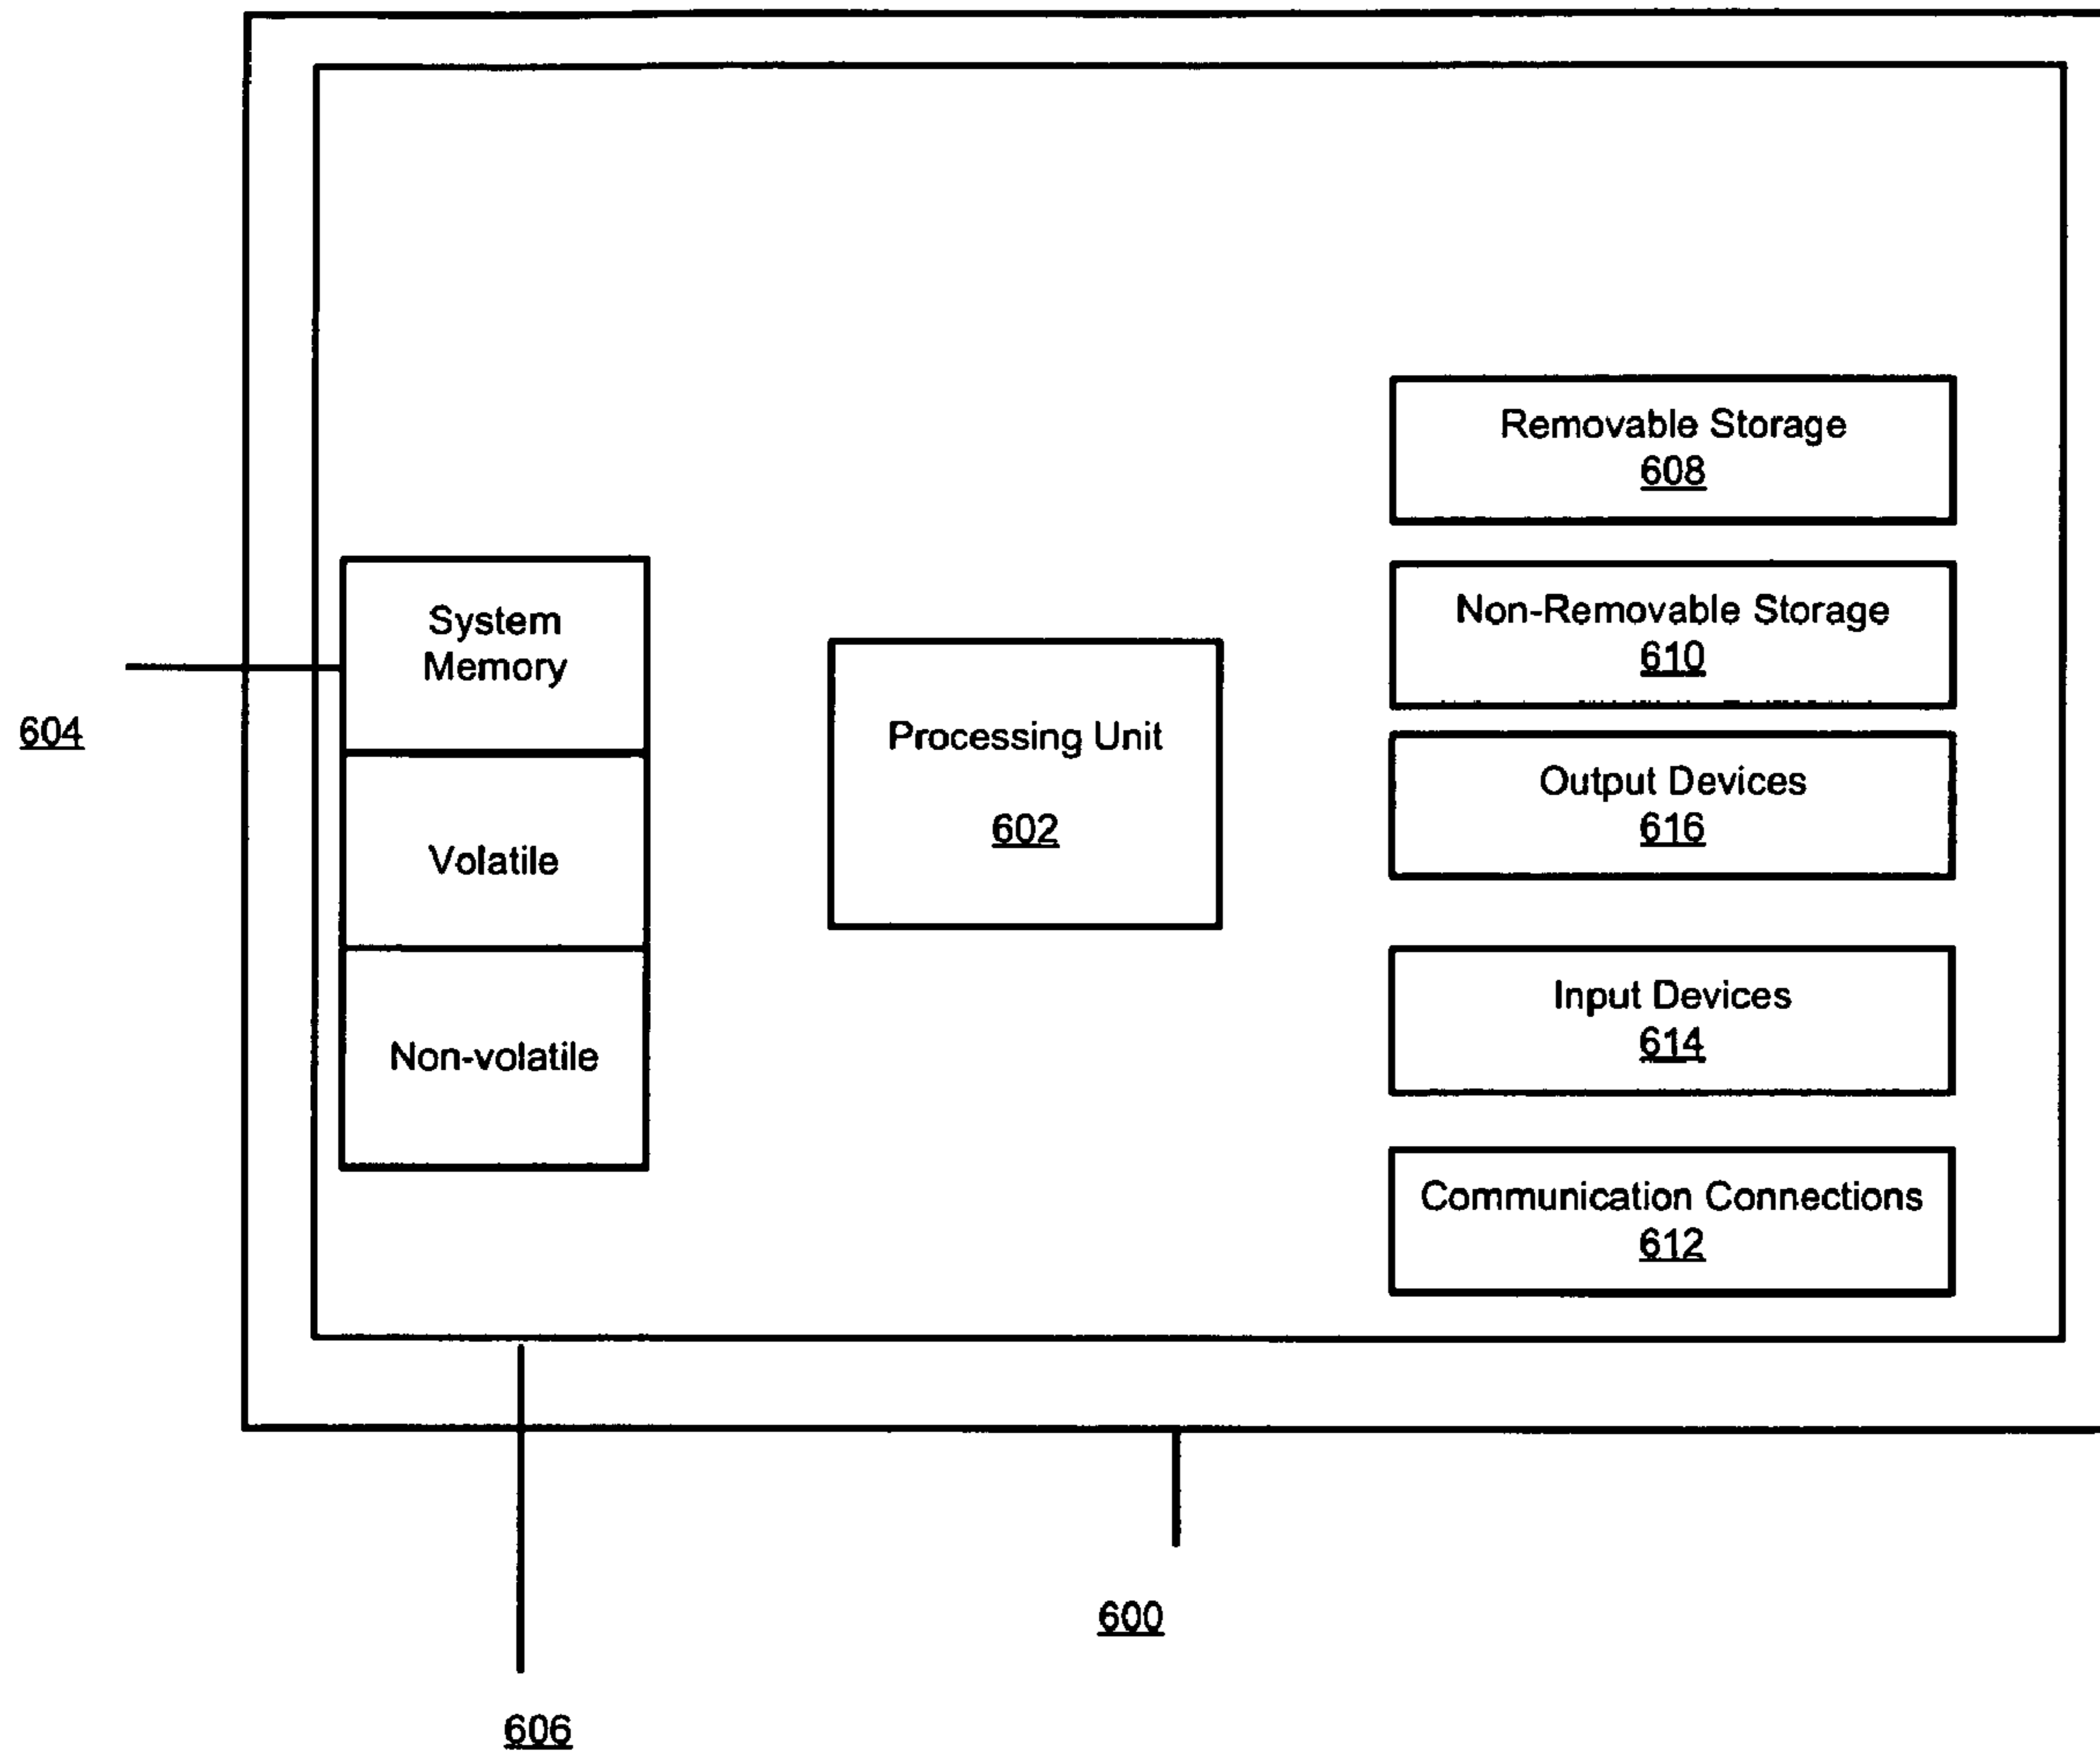 Removable Storage
608
Non-Removable Storage
610
System
Memory
604
Processing Unit
602
Output Devices
616
Volatile
Input Devices
614
Non-volatile
Communication Connections
612
600
606